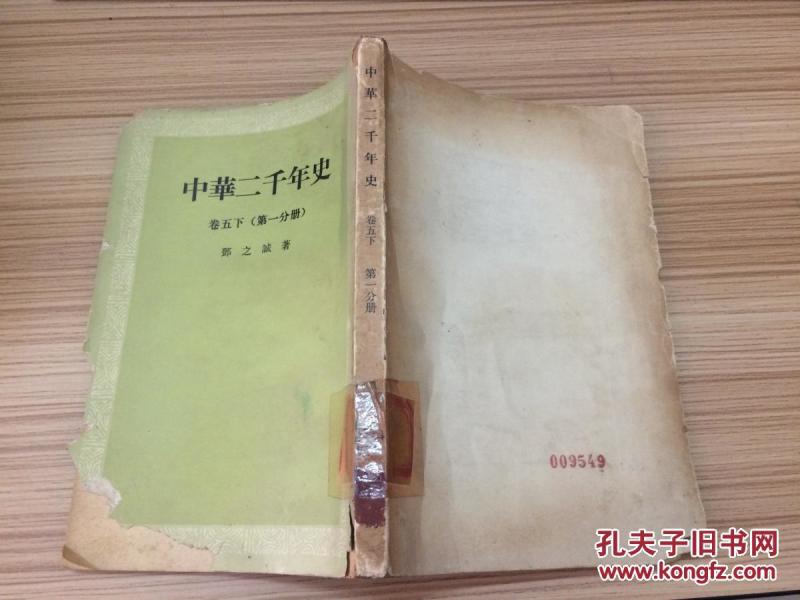 中華二千年史
卷五下（第一分册）
鄧之誠著
中華二千年史 卷五下 第一分册
009549
孔夫子旧书网
www.kongfz.com